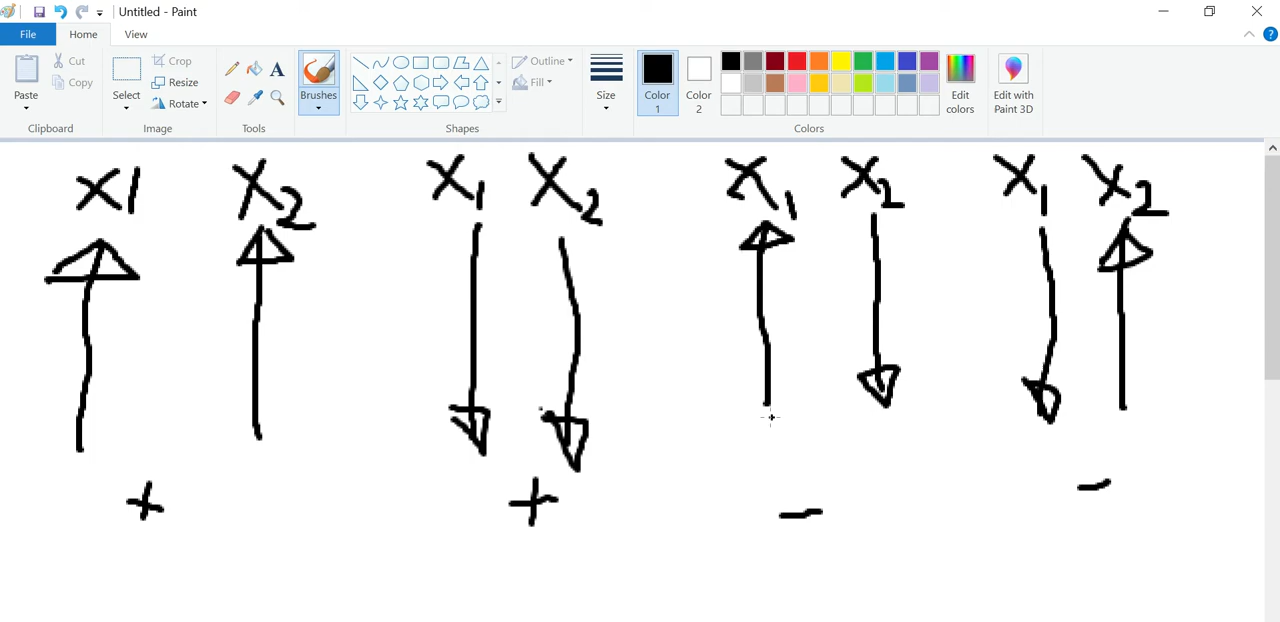 Untitled - Paint
File Home View
Paste
Cut
Copy
Clipboard
Select
Crop
Resize
Rotate
Image
A
Tools
Brushes
Outline
Fill
Shapes
Size
Color 1
Color 2
Edit colors
Colors
Edit with Paint 3D
?
x1 x2 x1 x2 x1 x2 x1 x2
+ + - -